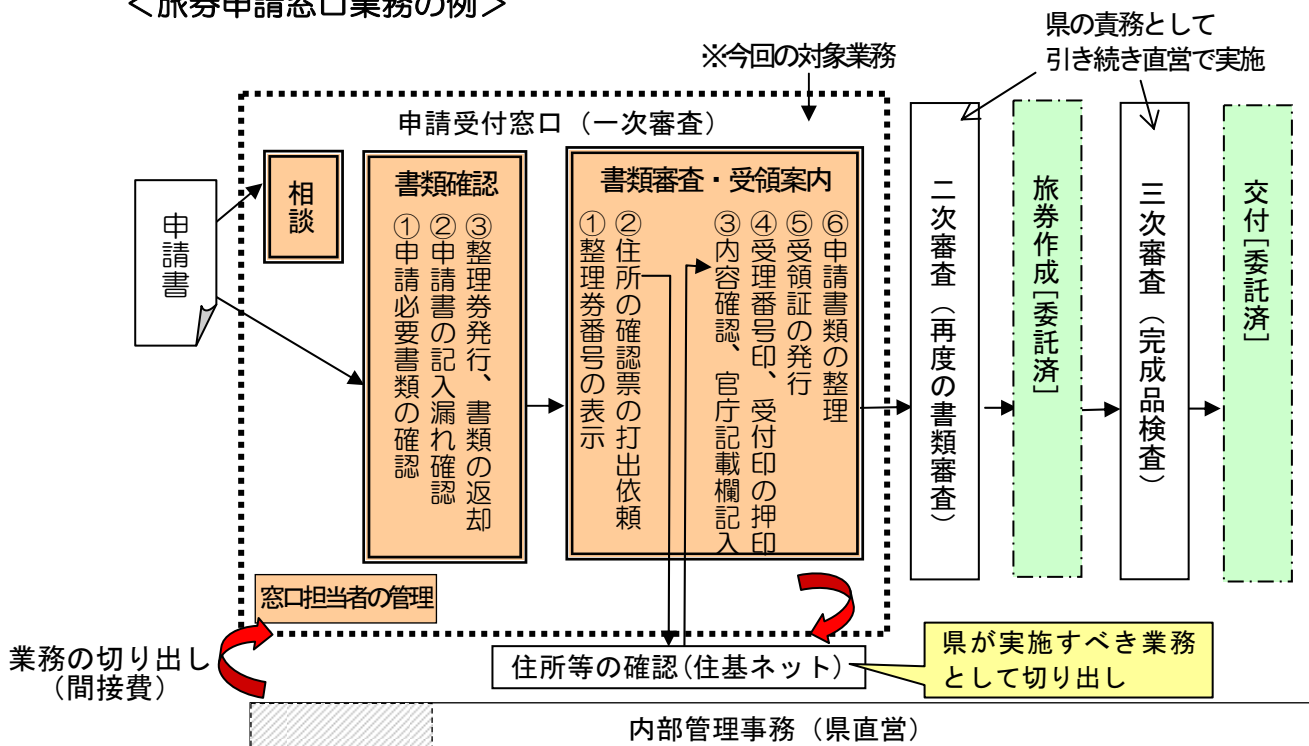 ＜旅券申請窓口業務の例＞
県の責務として
引き続き直営で実施
※今回の対象業務
申請受付窓口（一次審査）
申請書
相談
書類確認
①申請必要書類の確認
②申請書の記入漏れ確認
③整理券発行、書類の返却
書類審査・受領案内
①整理券番号の表示
②住所の確認票の打出依頼
③内容確認、官庁記載欄記入
④受理番号印、受付印の押印
⑤受領証の発行
⑥申請書類の整理
二次審査（再度の書類審査）
旅券作成［委託済］
三次審査（完成品検査）
交付［委託済］
窓口担当者の管理
業務の切り出し
（間接費）
住所等の確認（住基ネット）
県が実施すべき業務
として切り出し
内部管理事務（県直営）